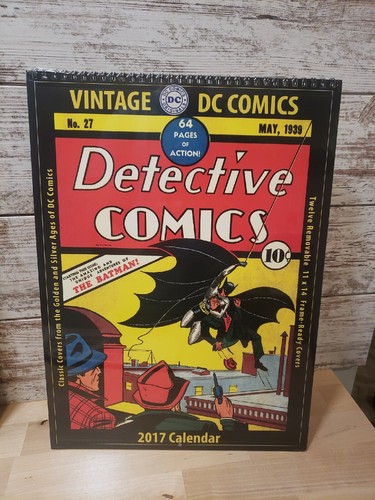 VINTAGE DC DC COMICS
No. 27
64 PAGES OF ACTION!
MAY, 1939
Detective
COMICS
10¢
STARTING THIS ISSUE:
THE AMAZING AND
UNIQUE ADVENTURES OF
THE BATMAN!
Classic covers from the Golden and Silver Ages of DC Comics
Twelve Removable 11 x 14 Frame-Ready Covers
2017 Calendar